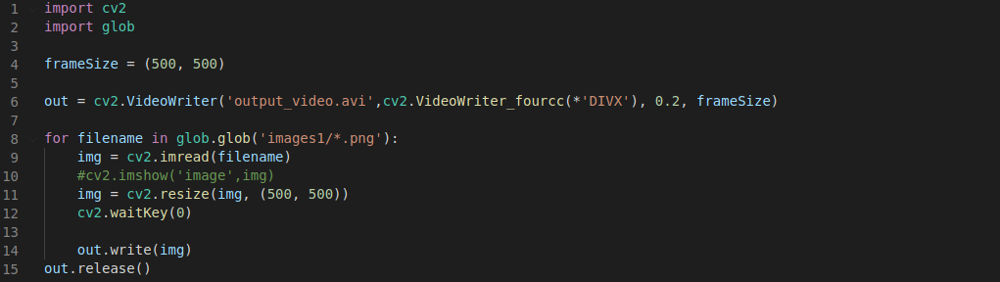 1 import cv2
2 import glob
3
4 frameSize = (500, 500)
5
6 out = cv2.VideoWriter('output_video.avi',cv2.VideoWriter_fourcc(*'DIVX'), 0.2, frameSize)
7
8 for filename in glob.glob('images1/*.png'):
9     img = cv2.imread(filename)
10     #cv2.imshow('image',img)
11     img = cv2.resize(img, (500, 500))
12     cv2.waitKey(0)
13
14     out.write(img)
15 out.release()